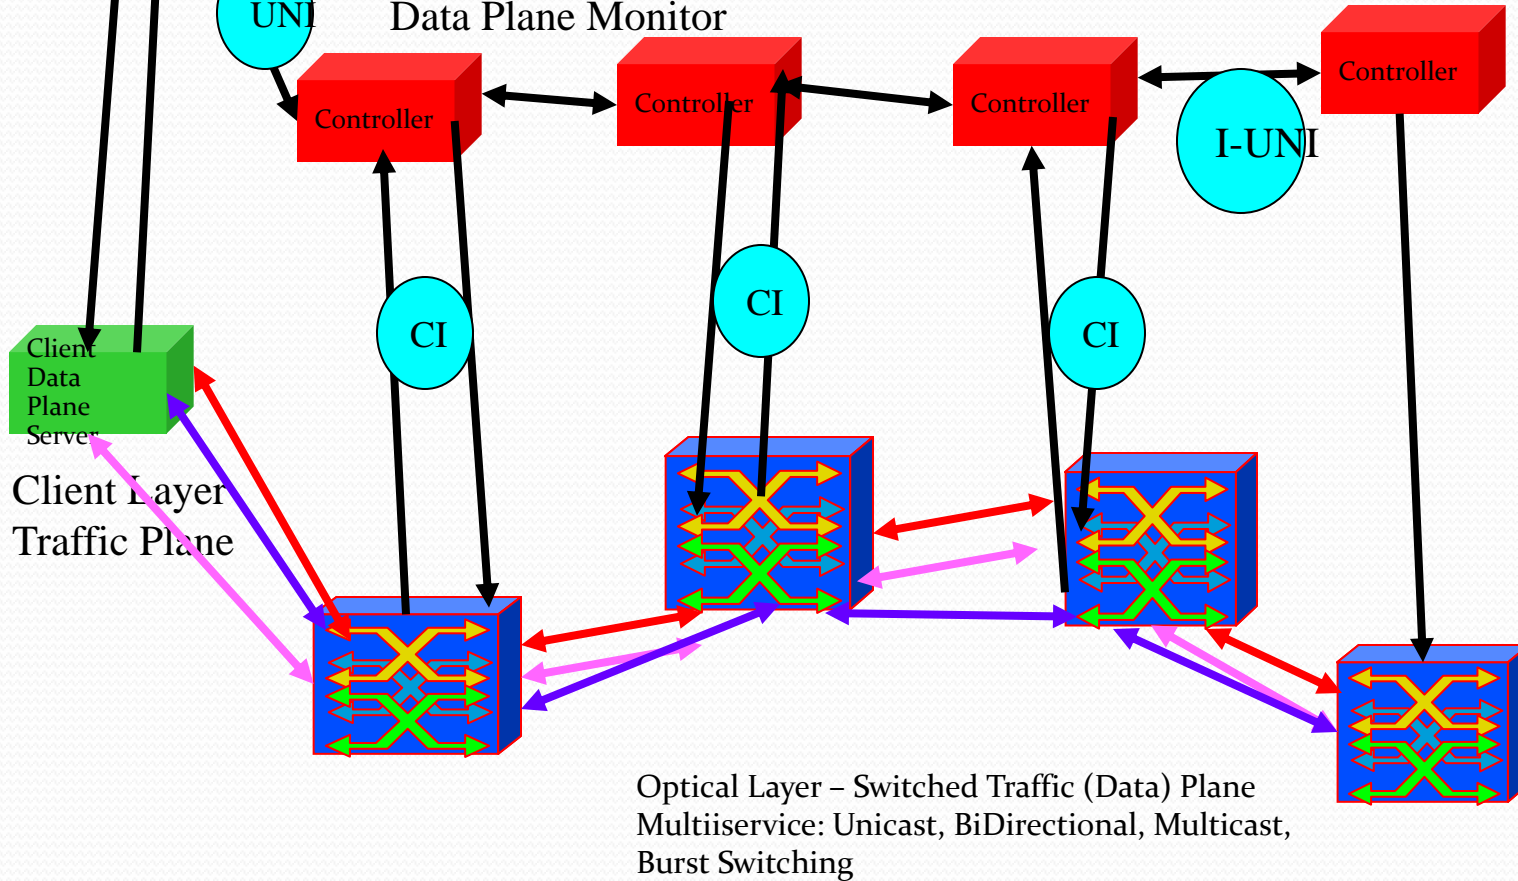 UNI
Data Plane Monitor
Controller
Controller
Controller
Controller
I-UNI
CI
CI
CI
Client
Data
Plane
Server
Client Layer
Traffic Plane
Optical Layer – Switched Traffic (Data) Plane
Multiiservice: Unicast, BiDirectional, Multicast,
Burst Switching